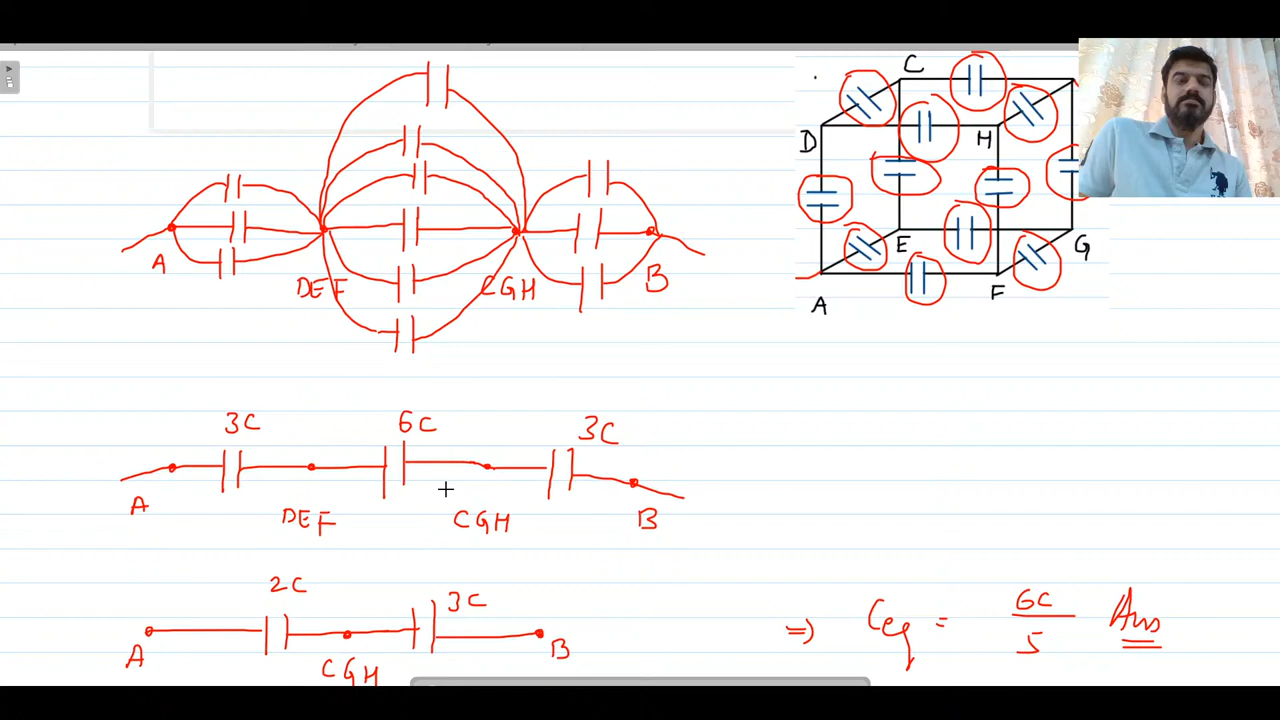 C
D
H
E
G
A
F
A
DEF
CGH
B
3C
6C
3C
A
DEF
CGH
B
2C
3C
A
CGH
B
=> Ceq = 6C/5 Ans